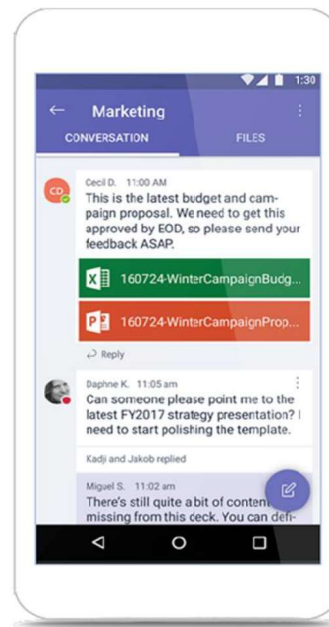 1:30
Marketing
CONVERSATION FILES
CD
Cecil D. 11:00 AM
This is the latest budget and cam-
paign proposal. We need to get this
approved by EOD, so please send your
feedback ASAP.
X 160724-WinterCampaignBudg...
P 160724-WinterCampaignProp...
Reply
Daphne K. 11:05 am
Can someone please point me to the
latest FY2017 strategy presentation? I
need to start polishing the template.
Kadji and Jakob replied
Miguel S. 11:02 am
There's still quite a bit of content
missing from this deck. You can defi-